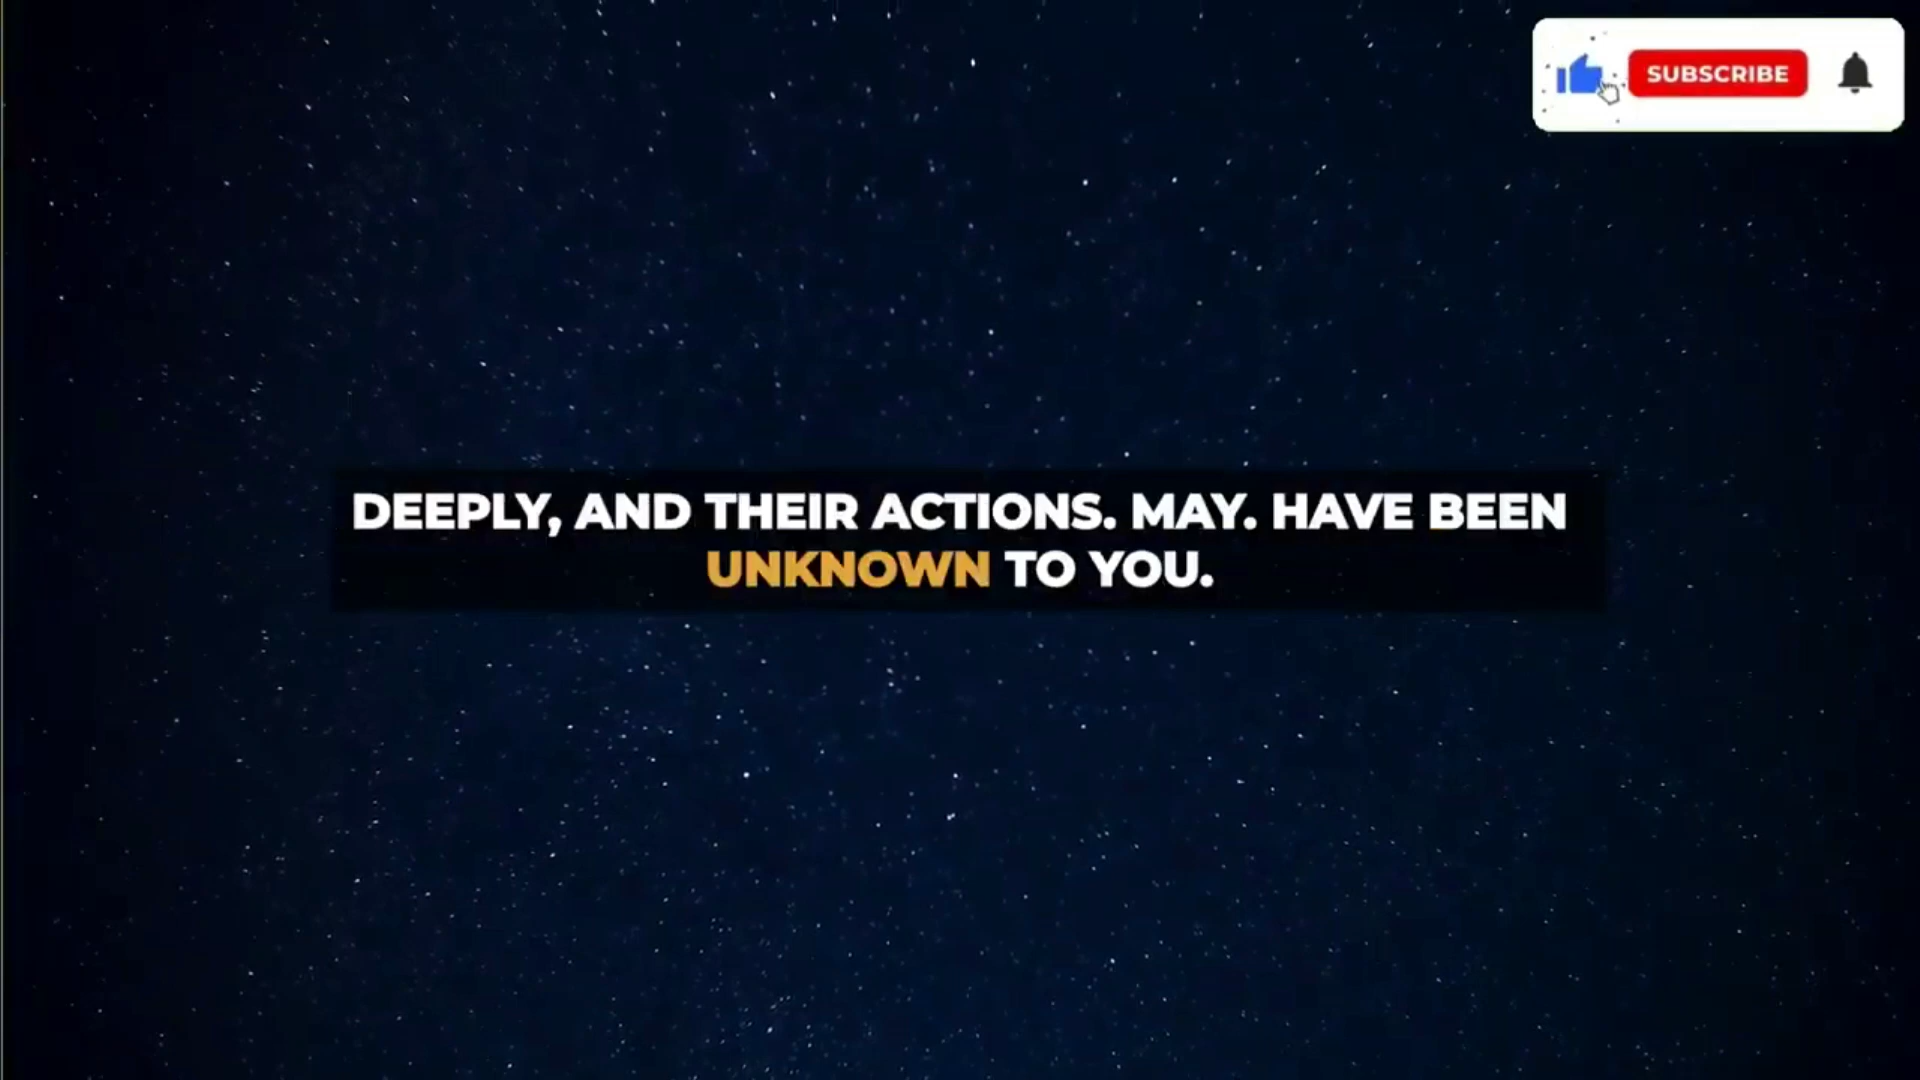 SUBSCRIBE
DEEPLY, AND THEIR ACTIONS. MAY. HAVE BEEN
UNKNOWN TO YOU.